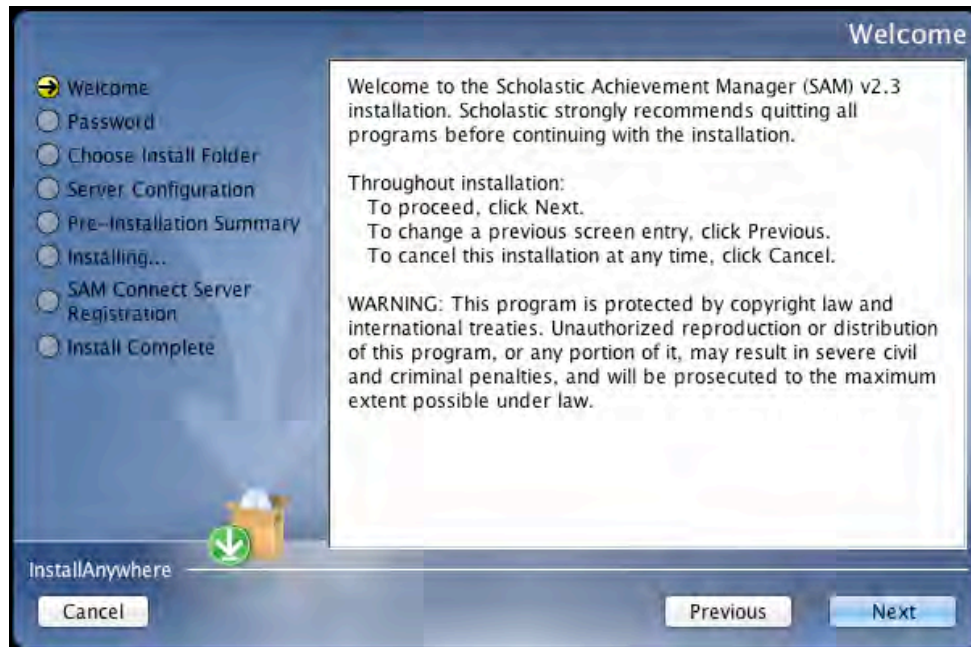 Welcome
Welcome
Password
Choose Install Folder
Server Configuration
Pre-Installation Summary
Installing...
SAM Connect Server
Registration
Install Complete
Welcome to the Scholastic Achievement Manager (SAM) v2.3
installation. Scholastic strongly recommends quitting all
programs before continuing with the installation.
Throughout installation:
To proceed, click Next.
To change a previous screen entry, click Previous.
To cancel this installation at any time, click Cancel.
WARNING: This program is protected by copyright law and
international treaties. Unauthorized reproduction or distribution
of this program, or any portion of it, may result in severe civil
and criminal penalties, and will be prosecuted to the maximum
extent possible under law.
InstallAnywhere
Cancel
Previous
Next